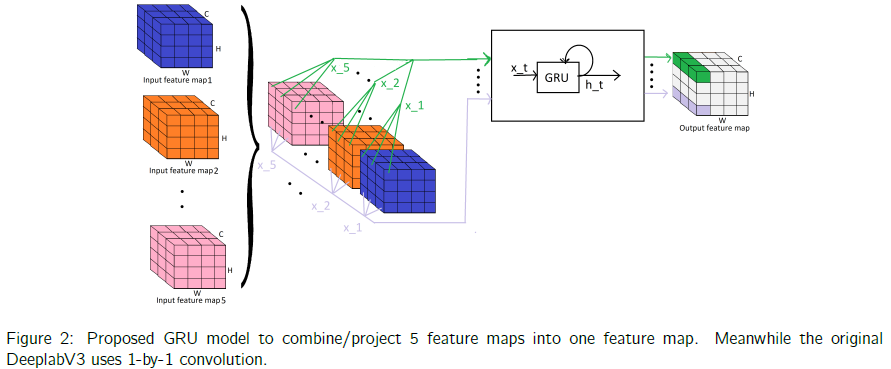 C
H
W
Input feature map1
C
H
W
Input feature map2
C
H
W
Input feature map5
x_5
x_2
x_1
x_5
x_2
x_1
x_t
GRU
h_t
C
H
W
Output feature map
Figure 2: Proposed GRU model to combine/project 5 feature maps into one feature map. Meanwhile the original
DeeplabV3 uses 1-by-1 convolution.